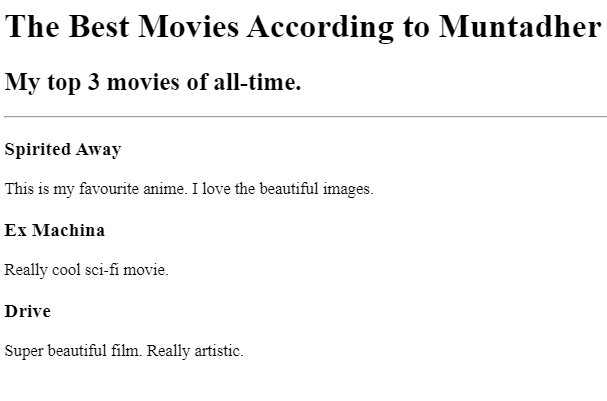 The Best Movies According to Muntadher
My top 3 movies of all-time.
Spirited Away
This is my favourite anime. I love the beautiful images.
Ex Machina
Really cool sci-fi movie.
Drive
Super beautiful film. Really artistic.